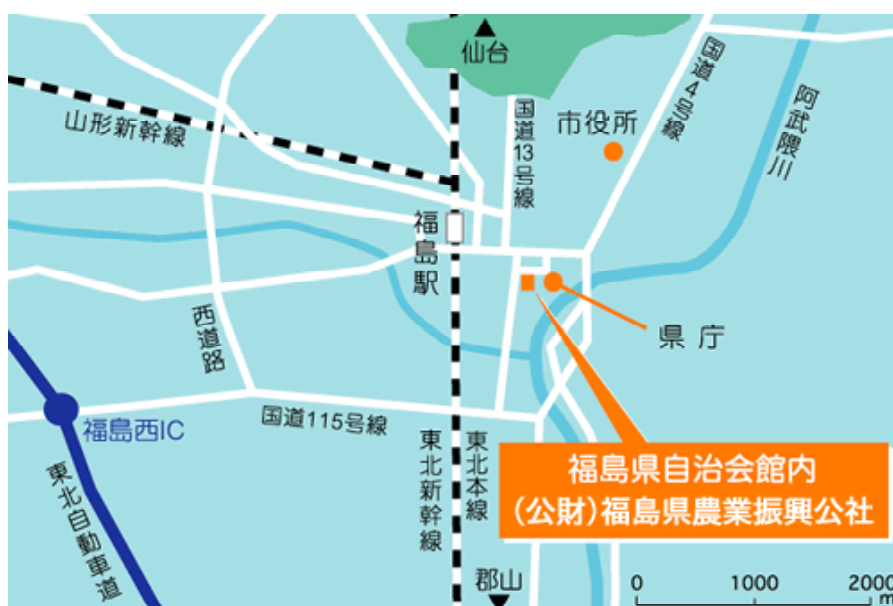 仙台
国道4号線
山形新幹線
国道13号線
市役所
阿武隈川
福島駅
西道路
県庁
国道115号線
福島西IC
東北自動車道
東北新幹線
東北本線
福島県自治会館内
(公財)福島県農業振興公社
郡山
0 1000 2000
m